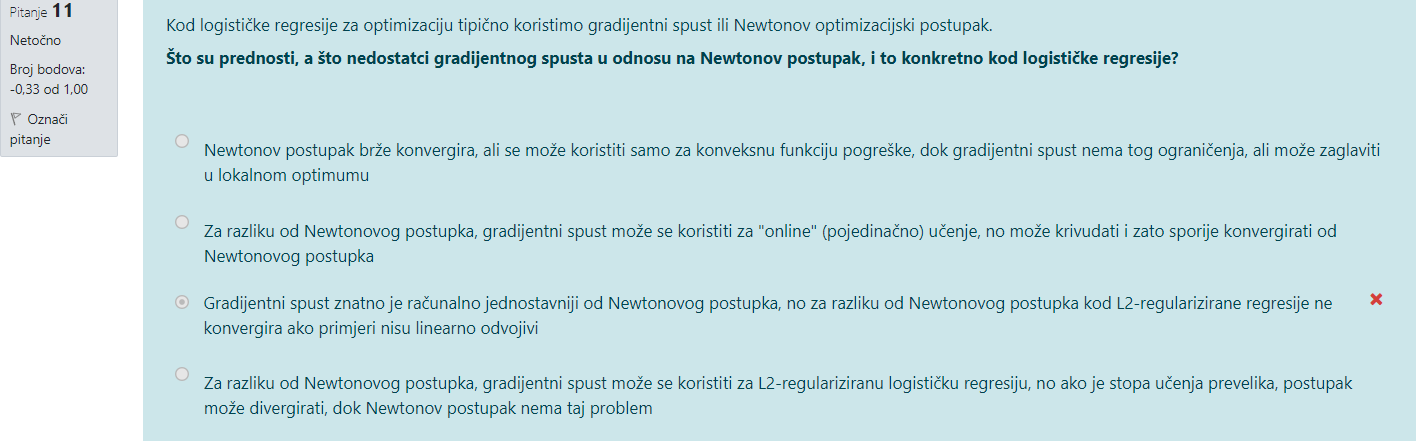 Pitanje 11
Netočno
Broj bodova:
-0,33 od 1,00
Označi
pitanje
Kod logističke regresije za optimizaciju tipično koristimo gradijentni spust ili Newtonov optimizacijski postupak.
Što su prednosti, a što nedostatci gradijentnog spusta u odnosu na Newtonov postupak, i to konkretno kod logističke regresije?
Newtonov postupak brže konvergira, ali se može koristiti samo za konveksnu funkciju pogreške, dok gradijentni spust nema tog ograničenja, ali može zaglaviti
u lokalnom optimumu
Za razliku od Newtonovog postupka, gradijentni spust može se koristiti za "online" (pojedinačno) učenje, no može krivudati i zato sporije konvergirati od
Newtonovog postupka
Gradijentni spust znatno je računalno jednostavniji od Newtonovog postupka, no za razliku od Newtonovog postupka kod L2-regularizirane regresije ne
konvergira ako primjeri nisu linearno odvojivi
Za razliku od Newtonovog postupka, gradijentni spust može se koristiti za L2-regulariziranu logističku regresiju, no ako je stopa učenja prevelika, postupak
može divergirati, dok Newtonov postupak nema taj problem